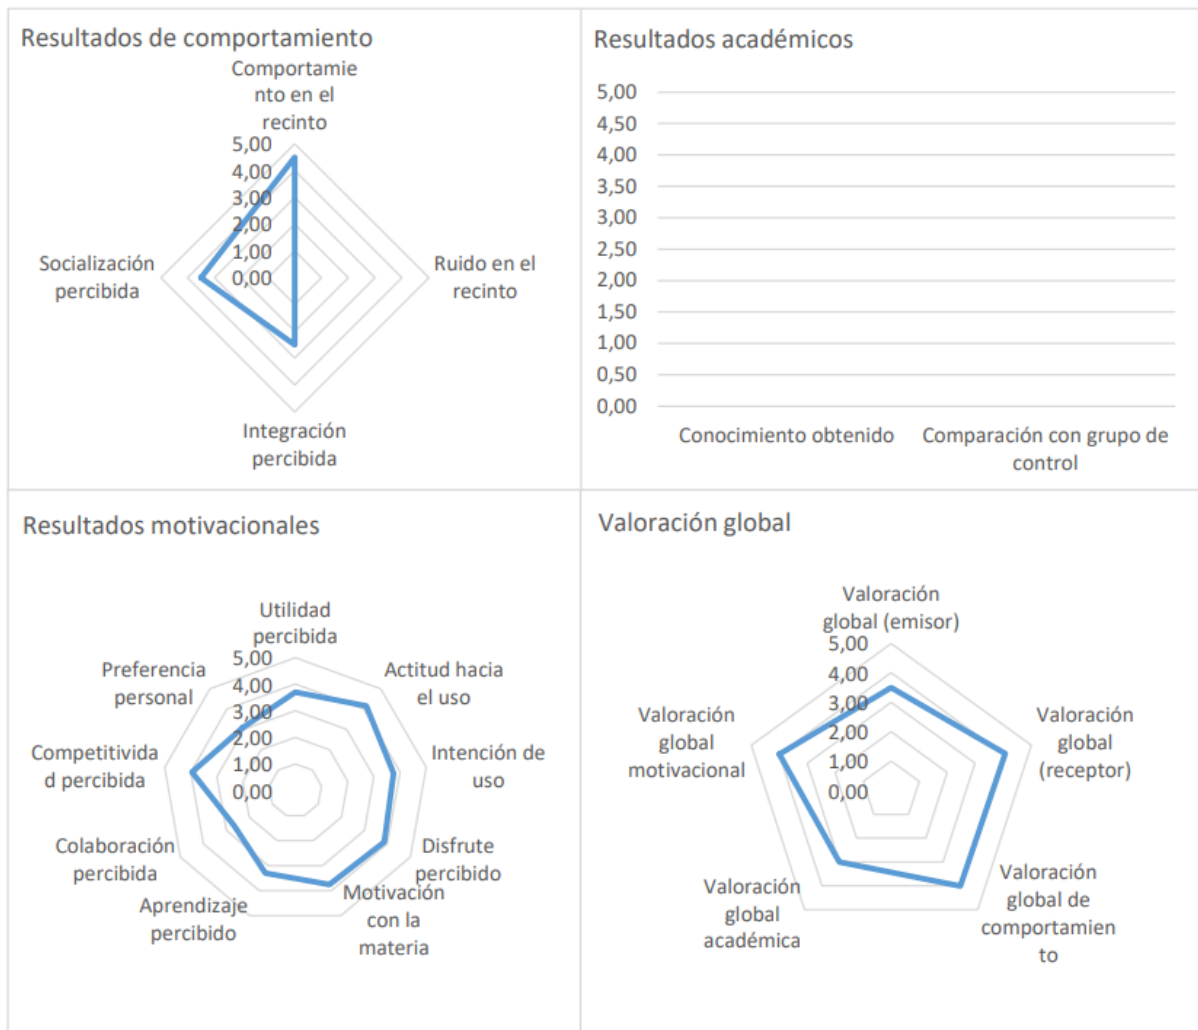 Resultados de comportamiento
Comportamie
nto en el
recinto
5,00
4,00
3,00
2,00
1,00
0,00
Socialización
percibida
Ruido en el
recinto
Integración
percibida
Resultados académicos
5,00
4,50
4,00
3,50
3,00
2,50
2,00
1,50
1,00
0,50
0,00
Conocimiento obtenido
Comparación con grupo de
control
Resultados motivacionales
Utilidad
percibida
5,00
4,00
3,00
2,00
1,00
0,00
Actitud hacia
el uso
Intención de
uso
Disfrute
percibido
Motivación
con la
materia
Aprendizaje
percibido
Colaboración
percibida
Competitivida
d percibida
Preferencia
personal
Valoración global
Valoración
global (emisor)
5,00
4,00
3,00
2,00
1,00
0,00
Valoración
global
(receptor)
Valoración
global de
comportamien
to
Valoración
global
académica
Valoración
global
motivacional